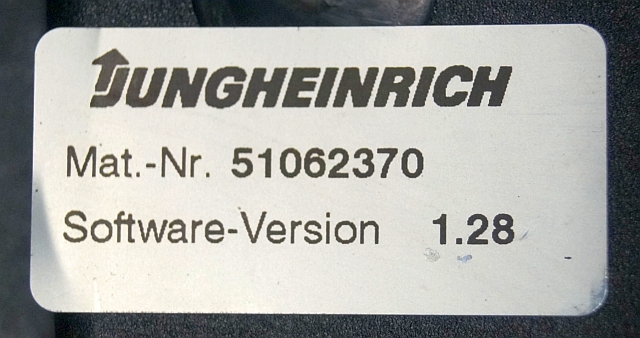 JUNGHEINRICH
Mat.-Nr. 51062370
Software-Version 1.28